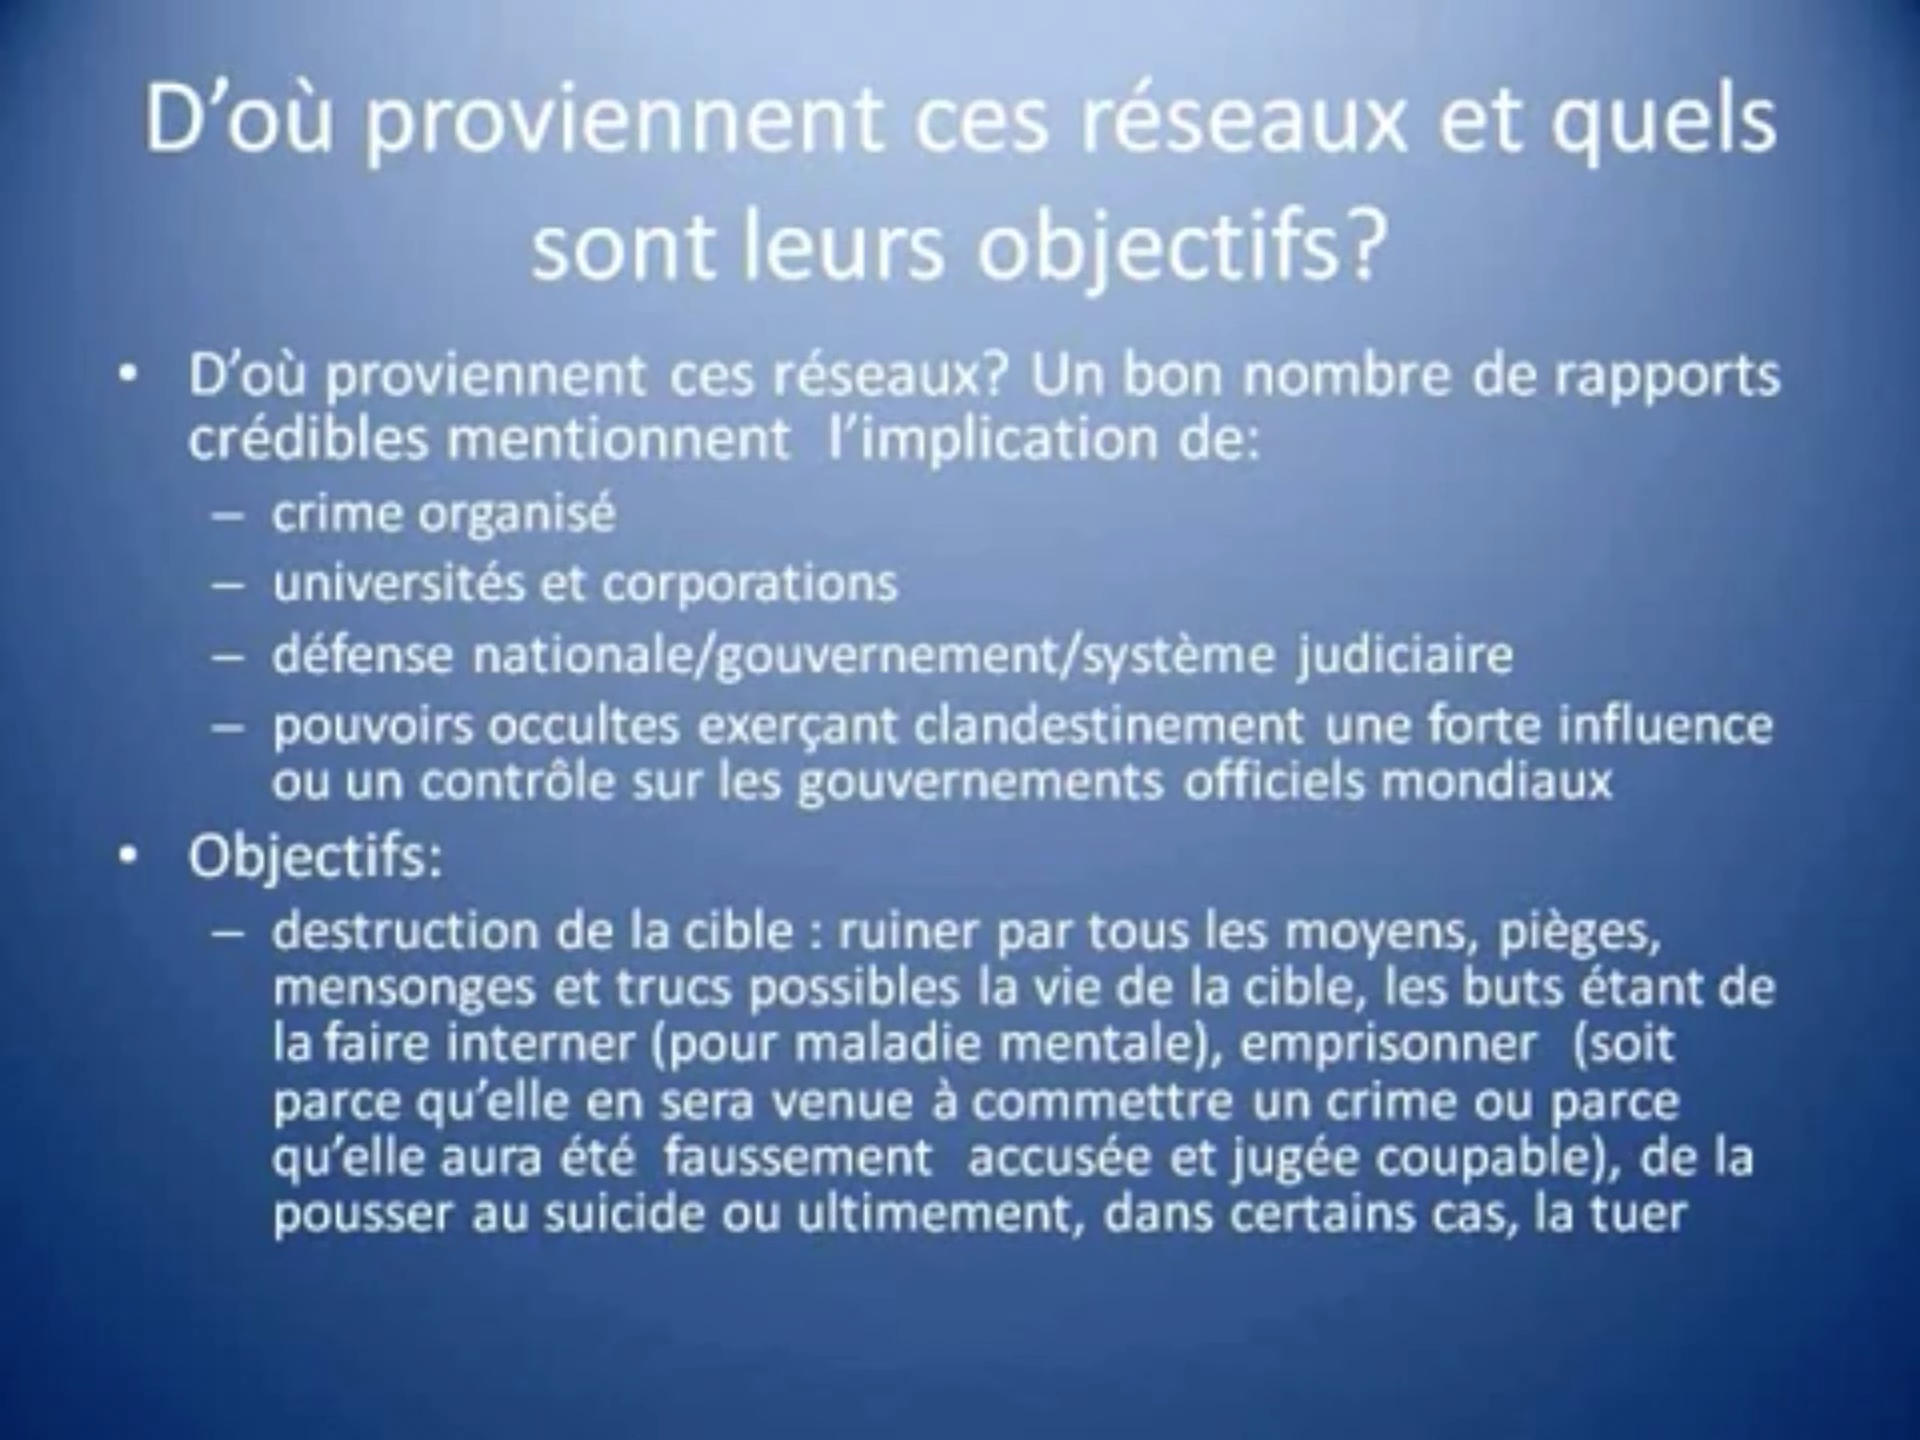 D’où proviennent ces réseaux et quels
sont leurs objectifs?
• D’où proviennent ces réseaux? Un bon nombre de rapports
crédibles mentionnent l’implication de:
– crime organisé
– universités et corporations
– défense nationale/gouvernement/système judiciaire
– pouvoirs occultes exerçant clandestinement une forte influence
ou un contrôle sur les gouvernements officiels mondiaux
• Objectifs:
– destruction de la cible : ruiner par tous les moyens, pièges,
mensonges et trucs possibles la vie de la cible, les buts étant de
la faire interner (pour maladie mentale), emprisonner (soit
parce qu’elle en sera venue à commettre un crime ou parce
qu’elle aura été faussement accusée et jugée coupable), de la
pousser au suicide ou ultimement, dans certains cas, la tuer